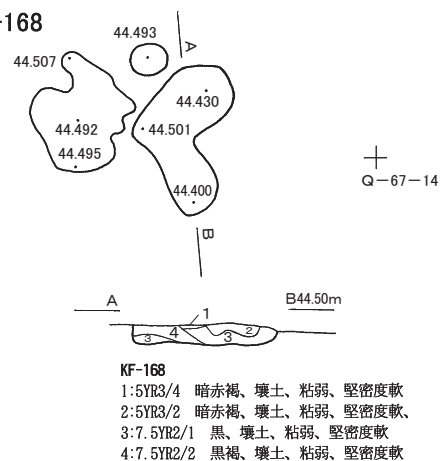 -168
44.493
A
44.507
44.430
44.492
44.501
44.495
Q-67-14
44.400
B
A
B44.50m
1
3
4
3
2
KF-168
1:5YR3/4 暗赤褐、壤土、粘弱、堅密度軟
2:5YR3/2 暗赤褐、壤土、粘弱、堅密度軟、
3:7.5YR2/1 黒、壤土、粘弱、堅密度軟
4:7.5YR2/2 黒褐、壤土、粘弱、堅密度軟